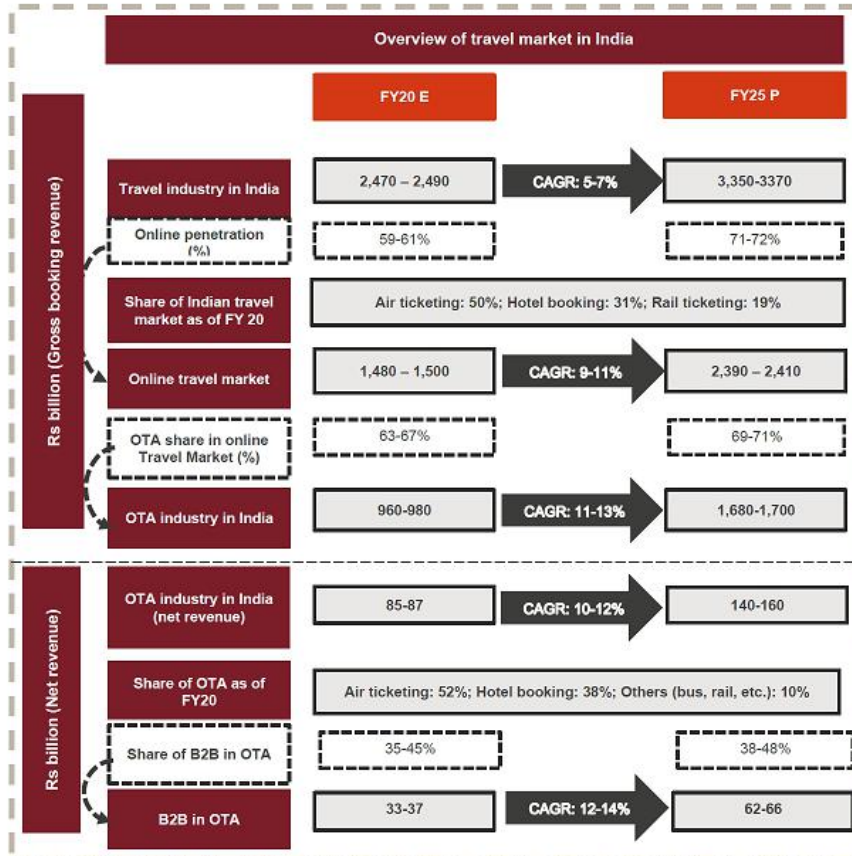 Overview of travel market in India
FY20 E
FY25 P
Rs billion (Gross booking revenue)
Travel industry in India
2,470 – 2,490
CAGR: 5-7%
3,350-3370
Online penetration
(%)
59-61%
71-72%
Share of Indian travel
market as of FY 20
Air ticketing: 50%; Hotel booking: 31%; Rail ticketing: 19%
Online travel market
1,480 – 1,500
CAGR: 9-11%
2,390 – 2,410
OTA share in online
Travel Market (%)
63-67%
69-71%
OTA industry in India
960-980
CAGR: 11-13%
1,680-1,700
Rs billion (Net revenue)
OTA industry in India
(net revenue)
85-87
CAGR: 10-12%
140-160
Share of OTA as of
FY20
Air ticketing: 52%; Hotel booking: 38%; Others (bus, rail, etc.): 10%
Share of B2B in OTA
35-45%
38-48%
B2B in OTA
33-37
CAGR: 12-14%
62-66